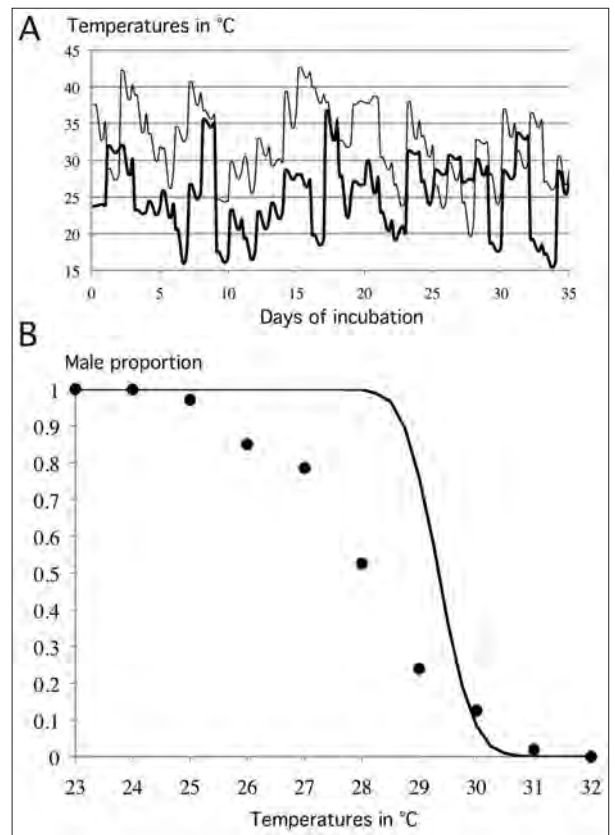 A
Temperatures in °C
45
40
35
30
25
20
15
0 5 10 15 20 25 30 35
Days of incubation
B
Male proportion
1
0.9
0.8
0.7
0.6
0.5
0.4
0.3
0.2
0.1
0
23 24 25 26 27 28 29 30 31 32
Temperatures in °C